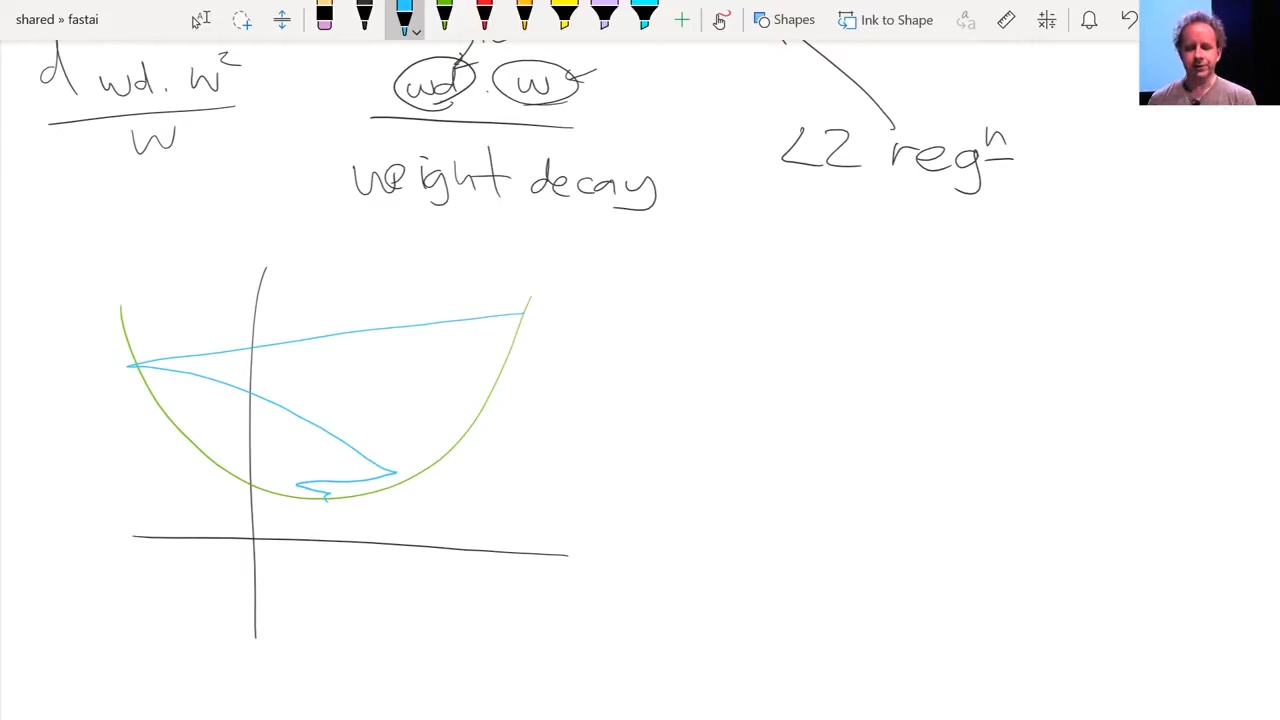 shared » fastai
Shapes
Ink to Shape
d wd. w²
w
wd . w
weight decay
L2 regⁿ